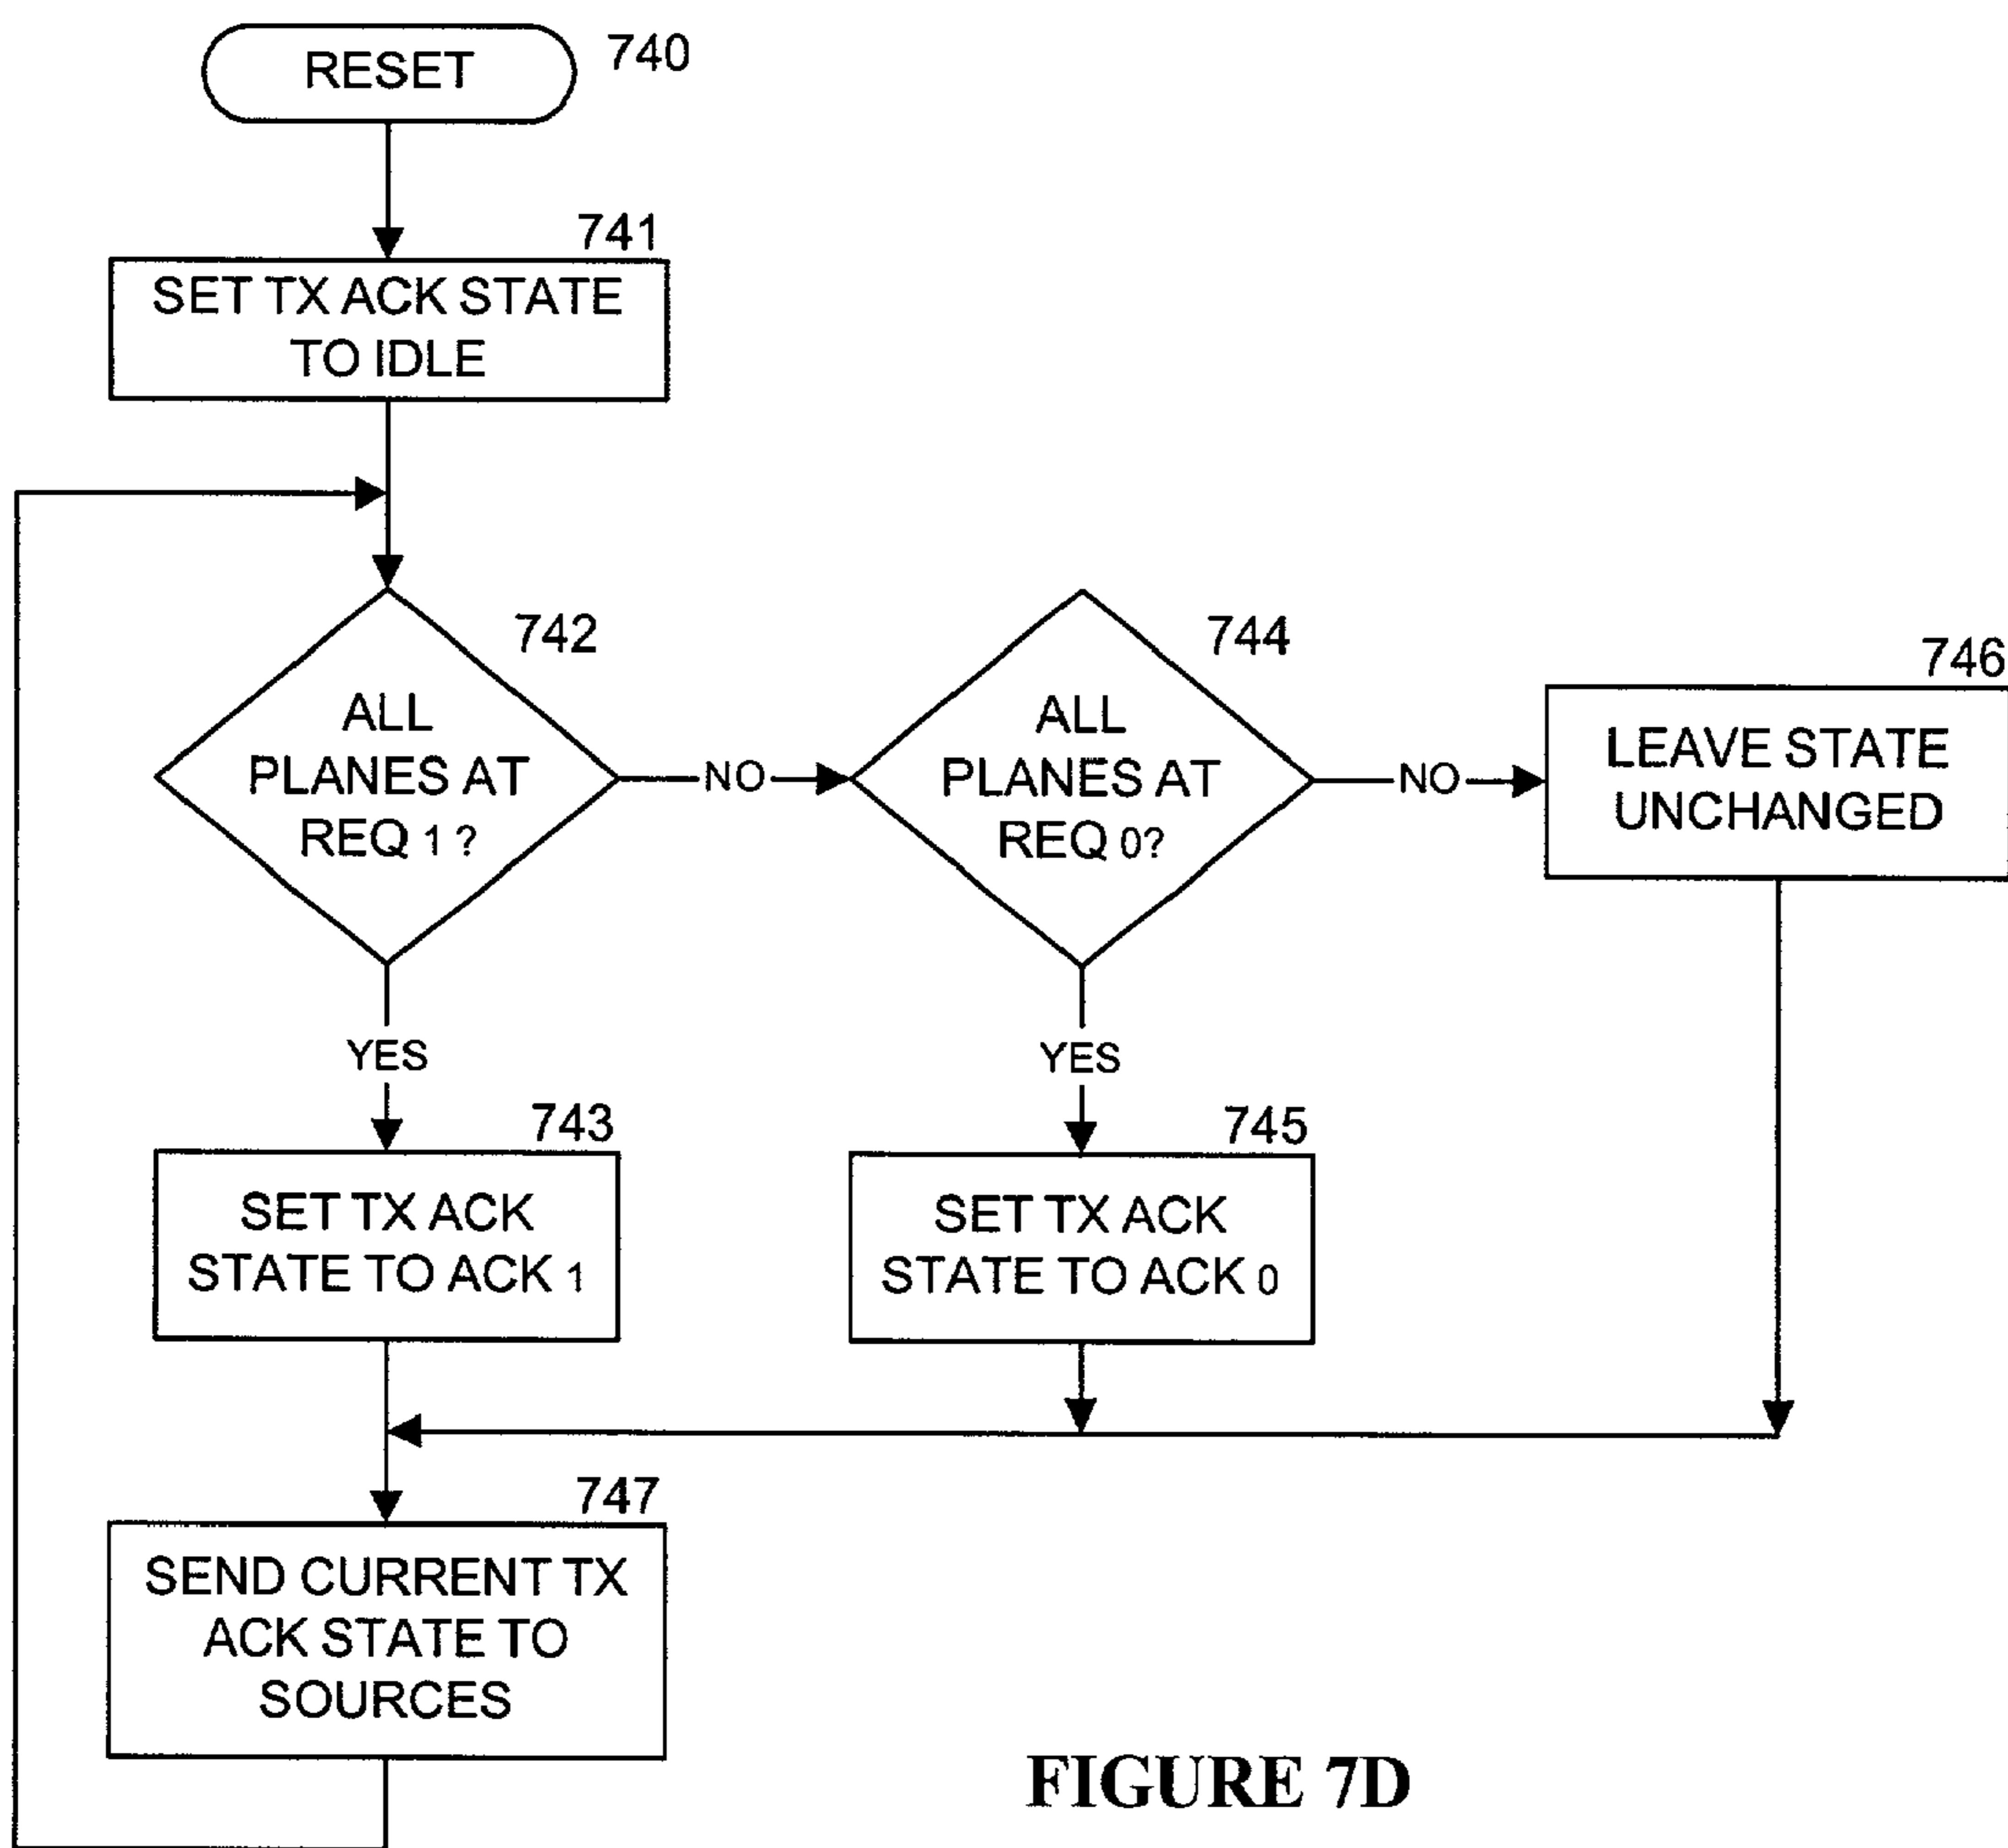 RESET
740
741
SET TX ACK STATE
TO IDLE
742
ALL
PLANES AT
REQ 1 ?
NO
744
ALL
PLANES AT
REQ 0?
NO
746
LEAVE STATE
UNCHANGED
YES
YES
743
SET TX ACK
STATE TO ACK 1
745
SET TX ACK
STATE TO ACK 0
747
SEND CURRENT TX
ACK STATE TO
SOURCES
FIGURE 7D